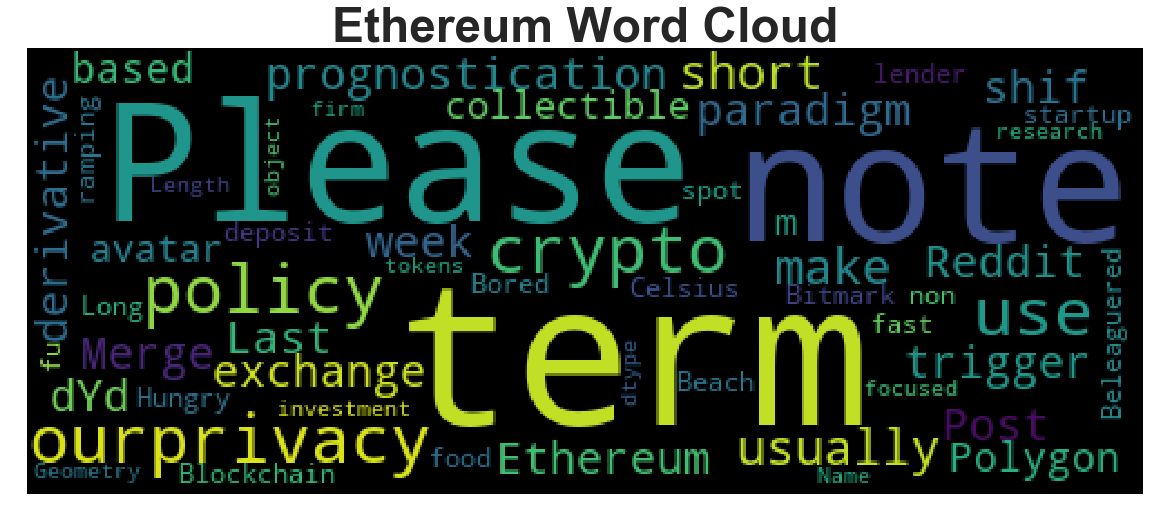 Ethereum Word Cloud
based
prognostication
short
lender
shif
derivative
ramping
firm
collectible
paradigm
startup
research
Please
note
Length
object
spot
m
deposit
avatar
week
crypto
tokens
make
Reddit
policy
Long
Bored
Celsius
Bitmark
non
use
Beleaguered
fu
Merge
Last
term
fast
trigger
exchange
dtype
Beach
focused
dYd
Hungry
investment
Post
ourprivacy
food
Ethereum
usually
Polygon
Geometry
Blockchain
Name